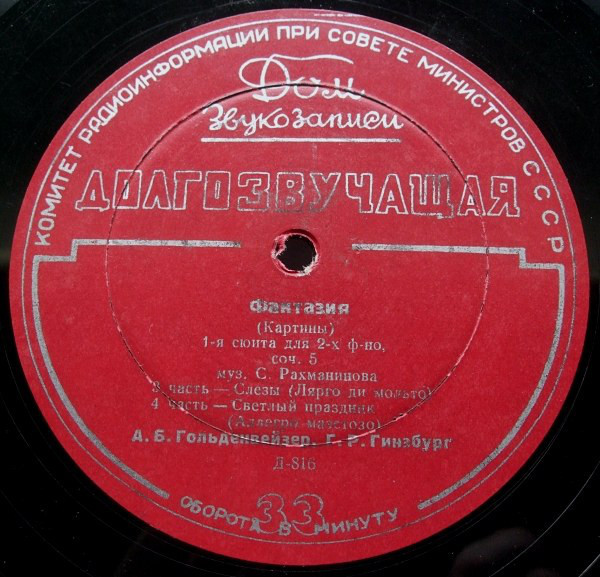 КОМИТЕТ РАДИОИНФОРМАЦИИ ПРИ СОВЕТЕ МИНИСТРОВ СССР
Дом
Звукозаписи
ДОЛГОЗВУЧАЩАЯ
Фантазия
(Картины)
1-я сюита для 2-х ф-но,
соч. 5
муз. С. Рахманинова
3 часть — Слезы (Лярго ди мольто)
4 часть — Светлый праздник
(Аллегро маэстозо)
А. Б. Гольденвейзер, Г. Р. Гинзбург
Д-816
33 ОБОРОТА В МИНУТУ